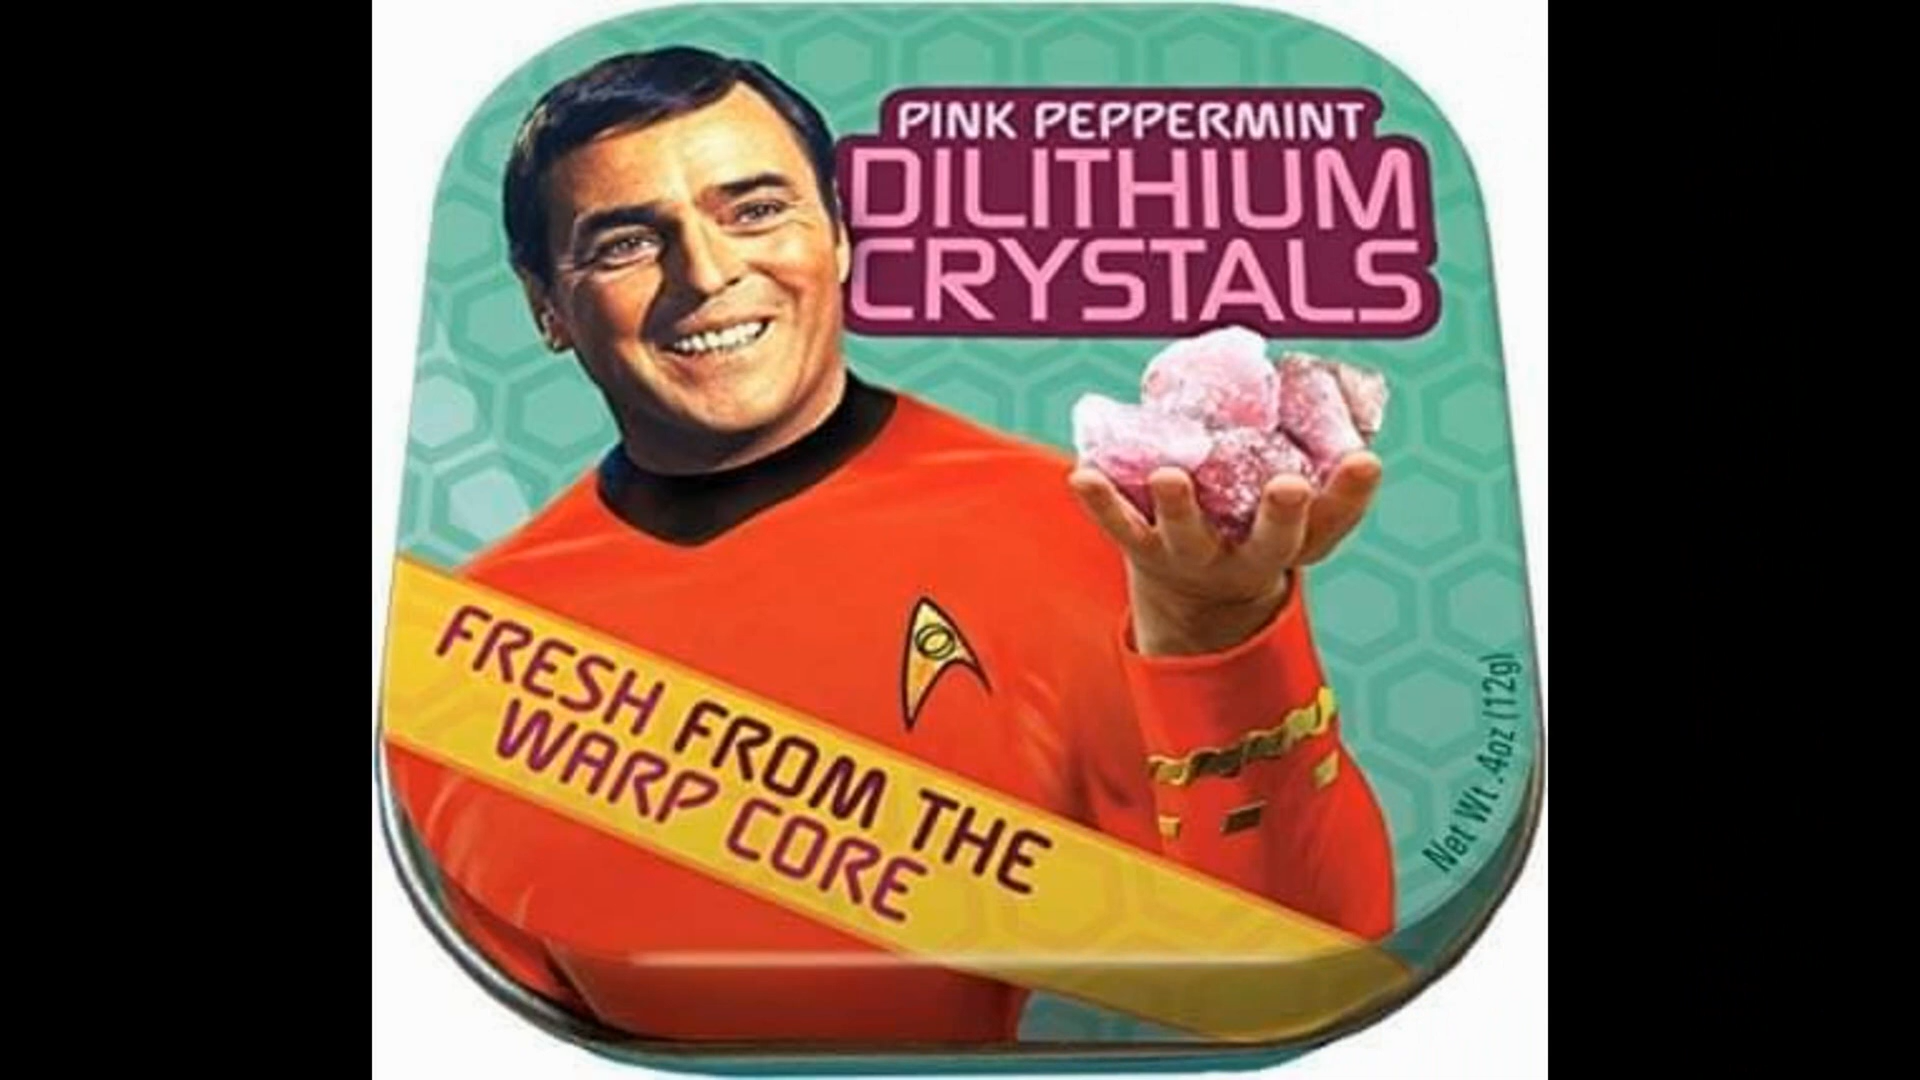 PINK PEPPERMINT
DILITHIUM
CRYSTALS
FRESH FROM THE
WARP CORE
Net Wt .4oz (12g)